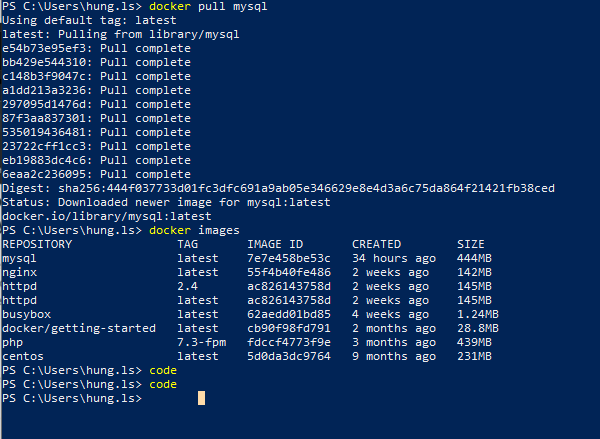 PS C:\Users\hung.ls> docker pull mysql
Using default tag: latest
latest: Pulling from library/mysql
e54b73e95ef3: Pull complete
bb429e544310: Pull complete
c148b3f9047c: Pull complete
a1dd213a3236: Pull complete
297095d1476d: Pull complete
87f3aa837301: Pull complete
535019436481: Pull complete
23722cff1cc3: Pull complete
eb19883dc4c6: Pull complete
6eaa2c236095: Pull complete
Digest: sha256:444f037733d01fc3dfc691a9ab05e346629e8e4d3a6c75da864f21421fb38ced
Status: Downloaded newer image for mysql:latest
docker.io/library/mysql:latest
PS C:\Users\hung.ls> docker images
REPOSITORY TAG IMAGE ID CREATED SIZE
mysql latest 7e7e458be53c 34 hours ago 444MB
nginx latest 55f4b40fe486 2 weeks ago 142MB
httpd 2.4 ac826143758d 2 weeks ago 145MB
httpd latest ac826143758d 2 weeks ago 145MB
busybox latest 62aedd01bd85 4 weeks ago 1.24MB
docker/getting-started latest cb90f98fd791 2 months ago 28.8MB
php 7.3-fpm fdccf4773f9e 3 months ago 439MB
centos latest 5d0da3dc9764 9 months ago 231MB
PS C:\Users\hung.ls> code
PS C:\Users\hung.ls> code
PS C:\Users\hung.ls>